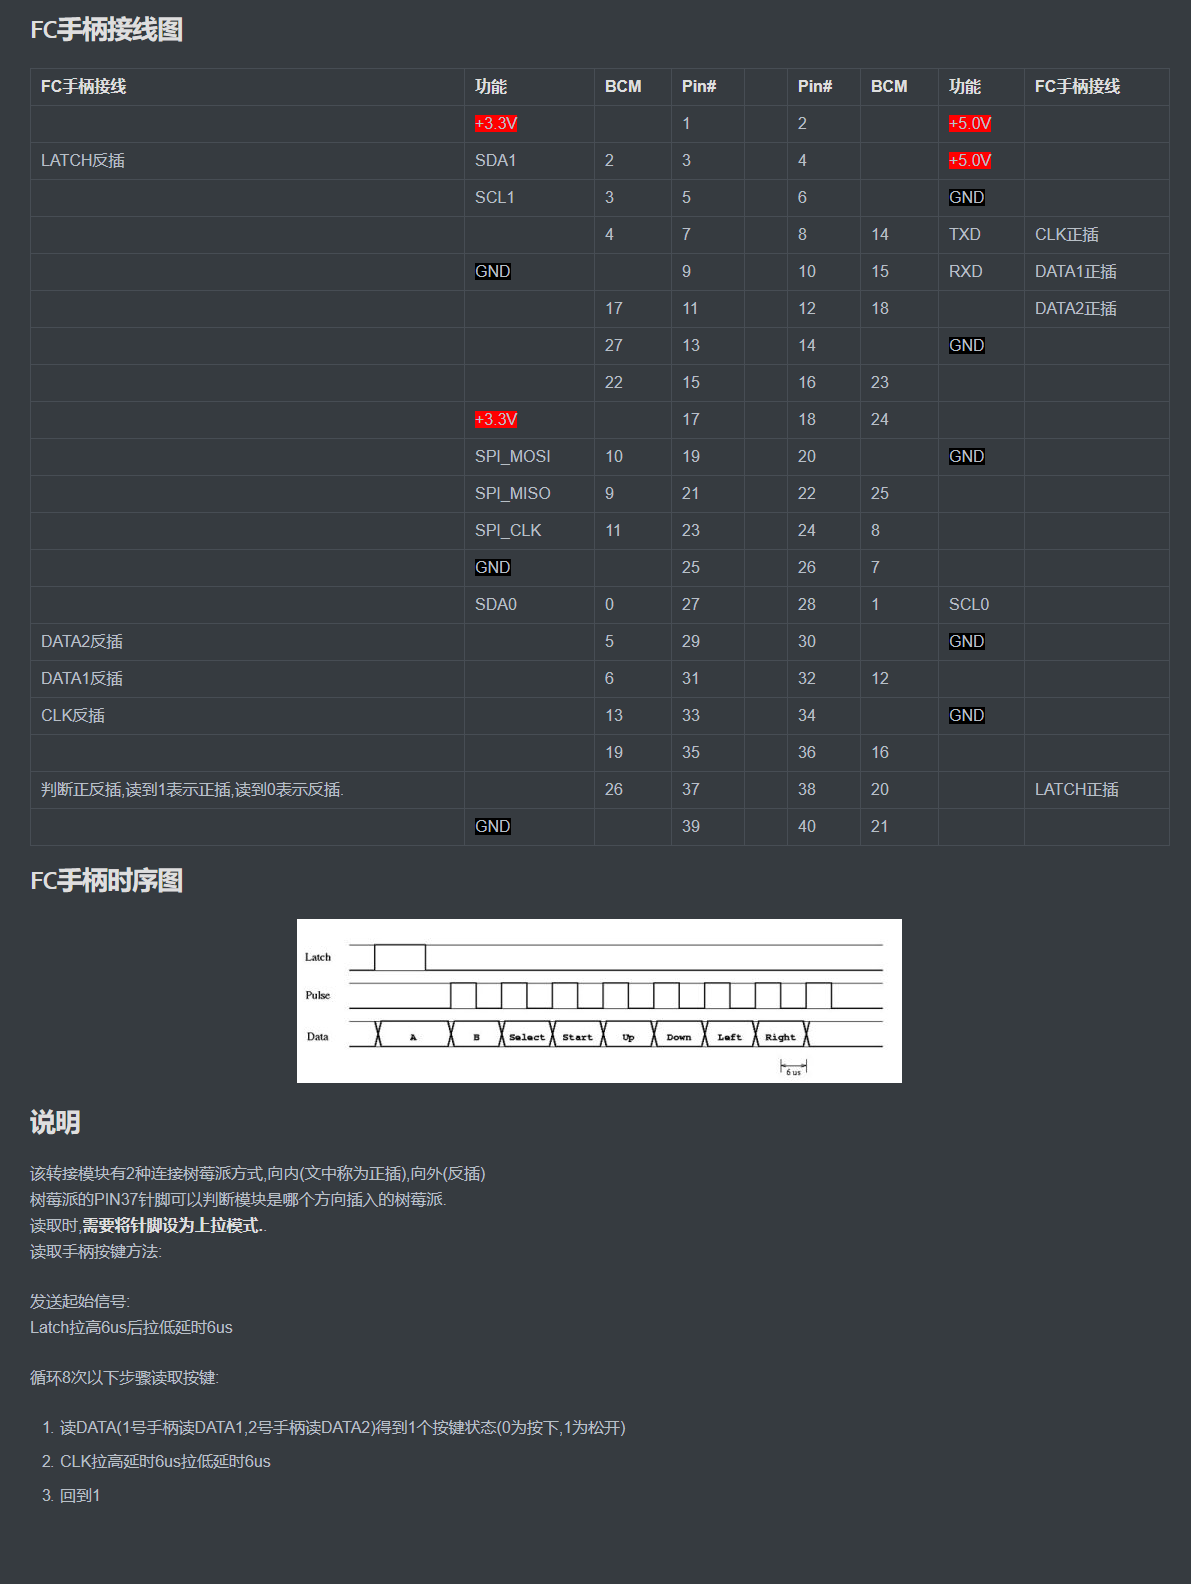 FC手柄接线图
FC手柄接线 功能 BCM Pin# Pin# BCM 功能 FC手柄接线
+3.3V 1 2 +5.0V
LATCH反插 SDA1 2 3 4 +5.0V
SCL1 3 5 6 GND
4 7 8 14 TXD CLK正插
GND 9 10 15 RXD DATA1正插
17 11 12 18 DATA2正插
27 13 14 GND
22 15 16 23
+3.3V 17 18 24
SPI_MOSI 10 19 20 GND
SPI_MISO 9 21 22 25
SPI_CLK 11 23 24 8
GND 25 26 7
SDA0 0 27 28 1 SCL0
DATA2反插 5 29 30 GND
DATA1反插 6 31 32 12
CLK反插 13 33 34 GND
19 35 36 16
判断正反插,读到1表示正插,读到0表示反插. 26 37 38 20 LATCH正插
GND 39 40 21
FC手柄时序图
Latch
Pulse
Data A B Select Start Up Down Left Right
6 us
说明
该转接模块有2种连接树莓派方式,向内(文中称为正插),向外(反插)
树莓派的PIN37针脚可以判断模块是哪个方向插入的树莓派.
读取时,需要将针脚设为上拉模式..
读取手柄按键方法:
发送起始信号:
Latch拉高6us后拉低延时6us
循环8次以下步骤读取按键:
1. 读DATA(1号手柄读DATA1,2号手柄读DATA2)得到1个按键状态(0为按下,1为松开)
2. CLK拉高延时6us拉低延时6us
3. 回到1